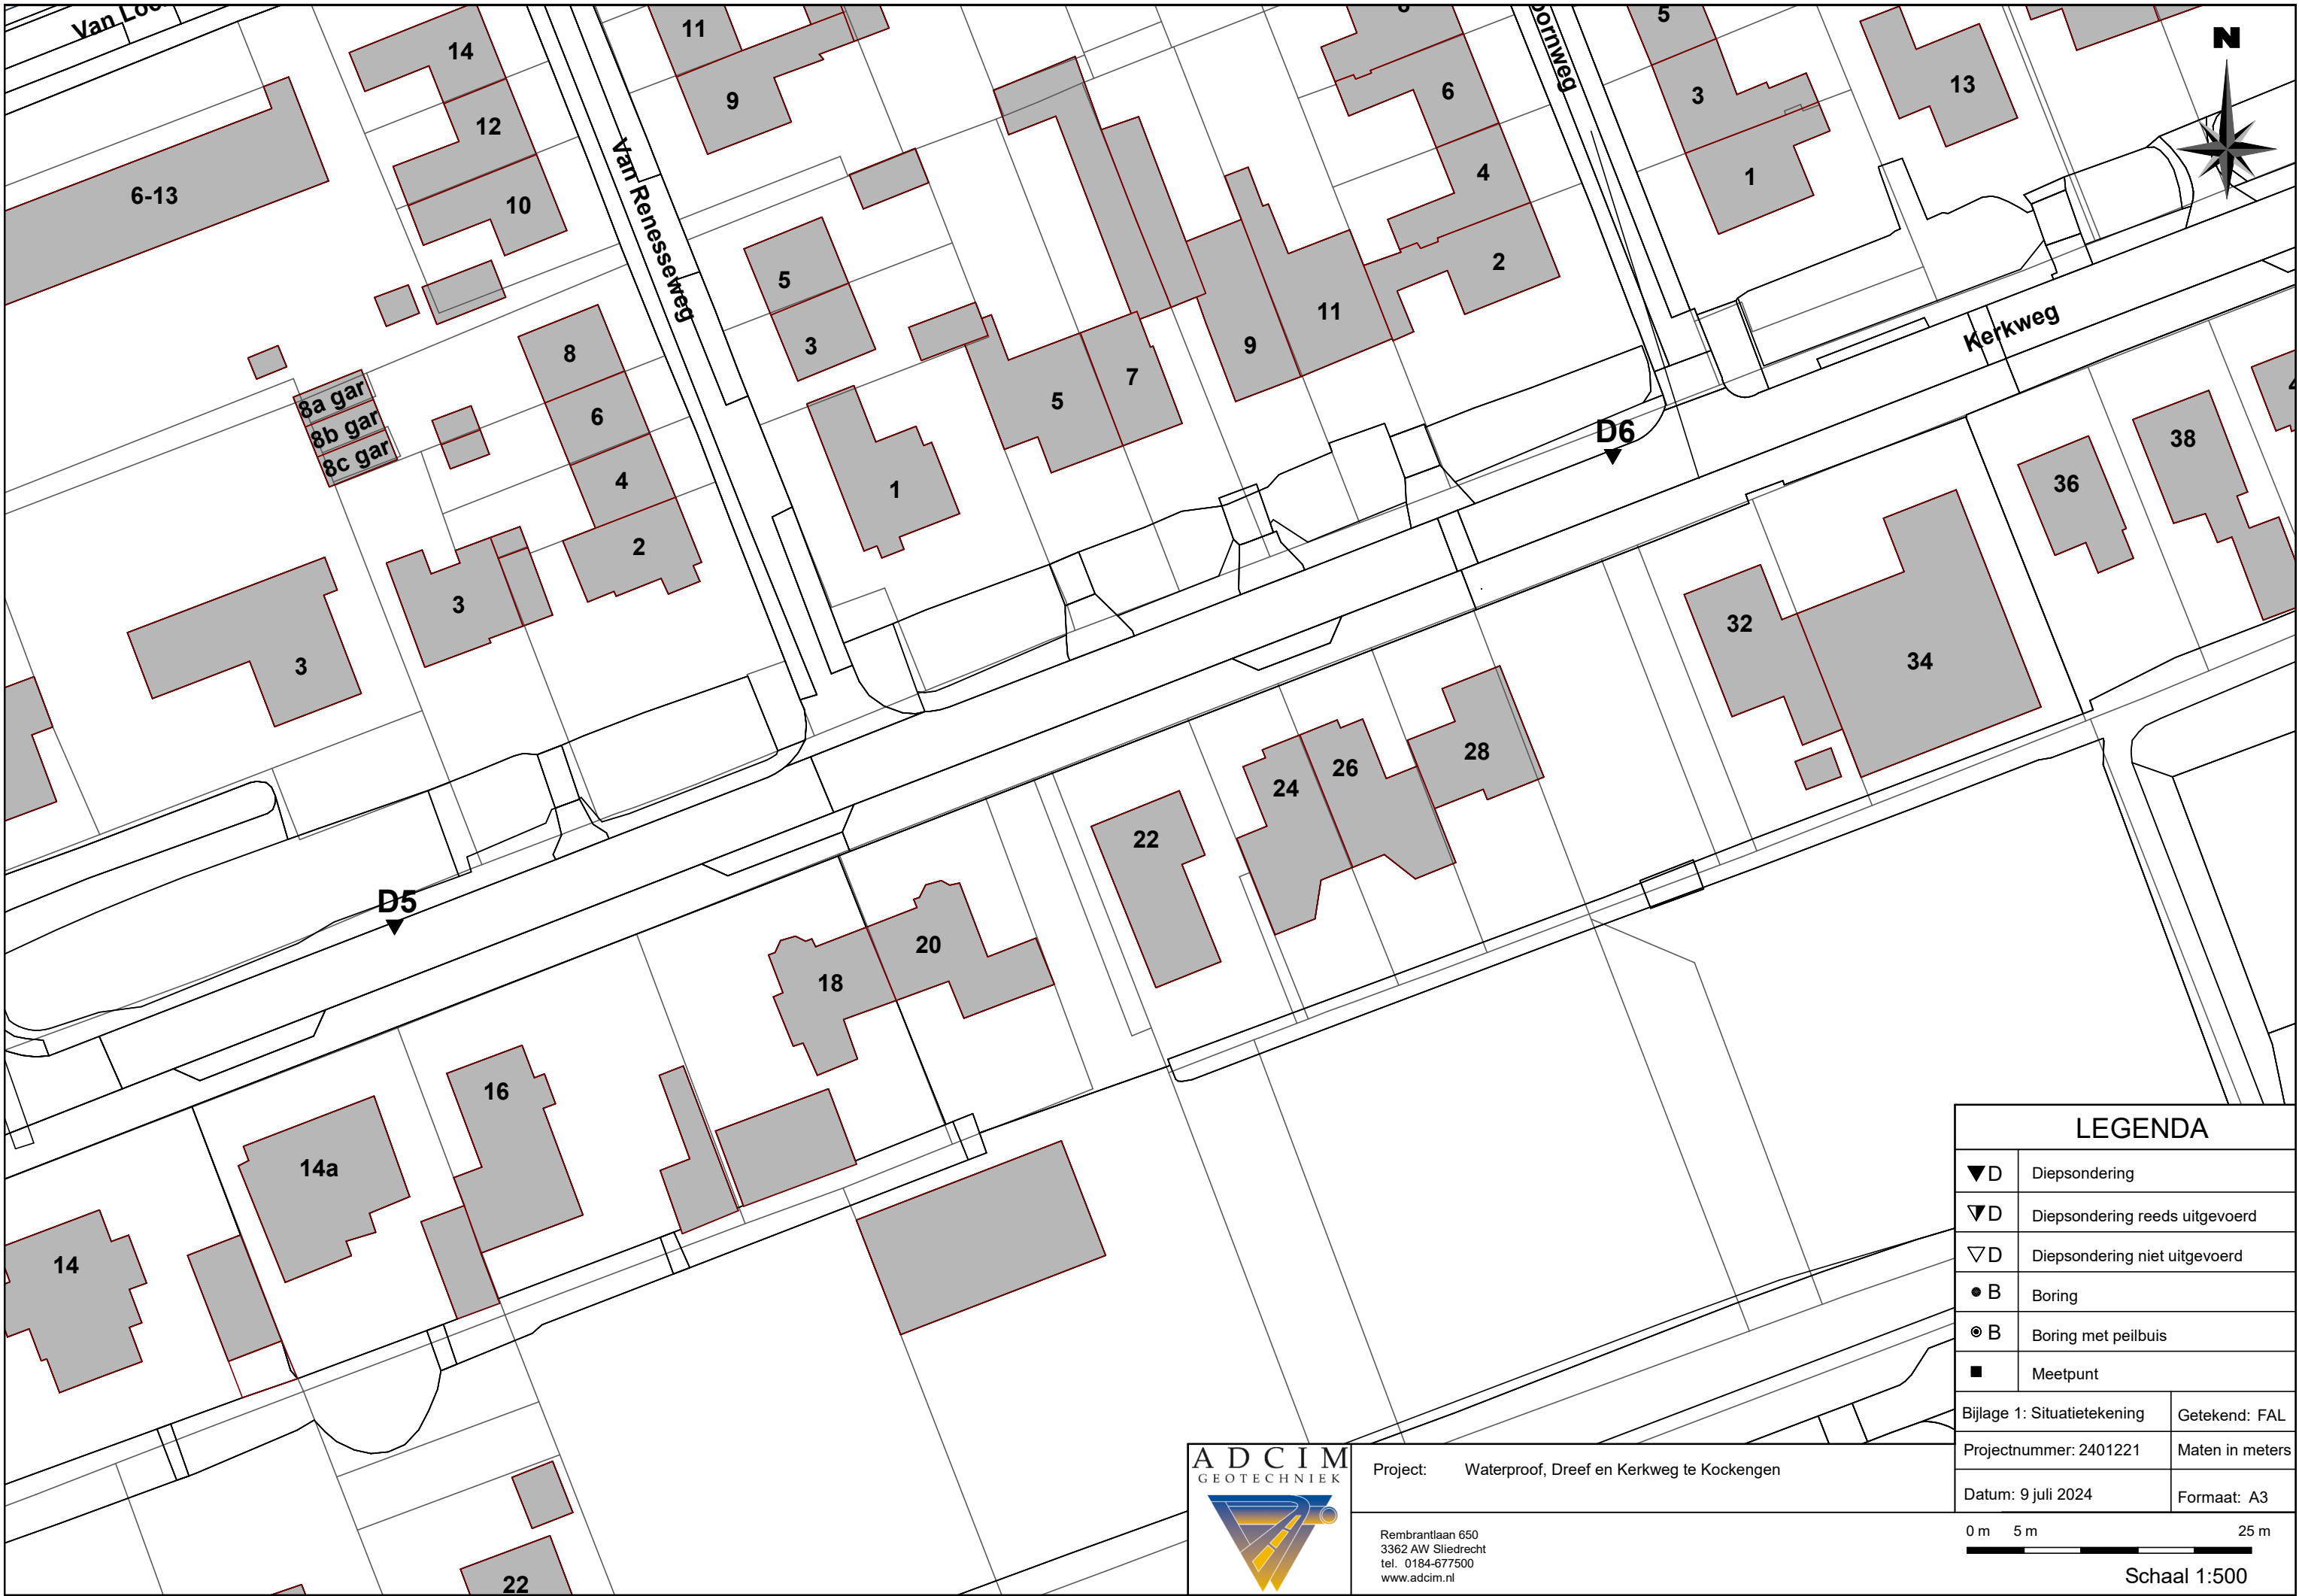 Van Loo
14
12
10
6-13
11
9
5
3
Van Renesseweg
6
4
2
oornweg
5
3
1
13
N
8
6
4
2
8a gar
8b gar
8c gar
3
3
1
5
7
9
11
Kerkweg
D6
38
36
32
34
D5
18
20
22
24
26
28
14
14a
16
22
LEGENDA
D Diepsondering
D Diepsondering reeds uitgevoerd
D Diepsondering niet uitgevoerd
B Boring
B Boring met peilbuis
Meetpunt
Bijlage 1: Situatietekening Getekend: FAL
Projectnummer: 2401221 Maten in meters
Datum: 9 juli 2024 Formaat: A3
0 m 5 m 25 m
Schaal 1:500
ADCIM
GEOTECHNIEK
Project: Waterproof, Dreef en Kerkweg te Kockengen
Rembrantlaan 650
3362 AW Sliedrecht
tel. 0184-677500
www.adcim.nl